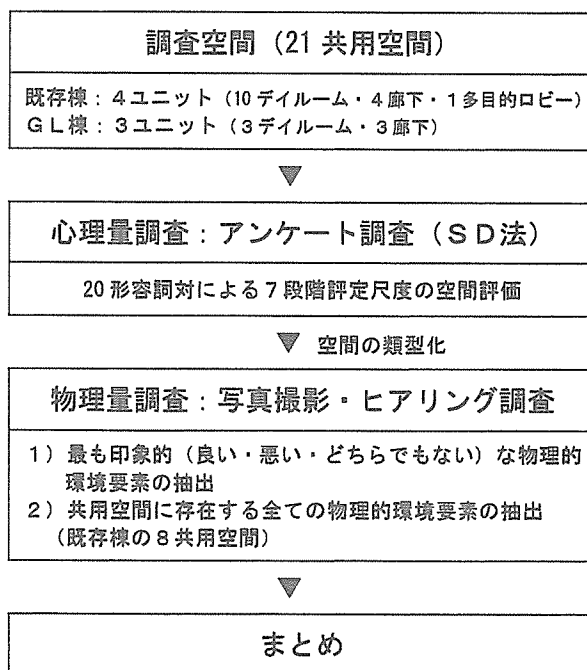 調査空間（21 共用空間）
既存棟：４ユニット（10 デイルーム・４廊下・１多目的ロビー）
ＧＬ棟：３ユニット（３デイルーム・３廊下）
心理量調査：アンケート調査（ＳＤ法）
20 形容詞対による７段階評定尺度の空間評価
空間の類型化
物理量調査：写真撮影・ヒアリング調査
１）最も印象的（良い・悪い・どちらでもない）な物理的
環境要素の抽出
２）共用空間に存在する全ての物理的環境要素の抽出
（既存棟の８共用空間）
まとめ